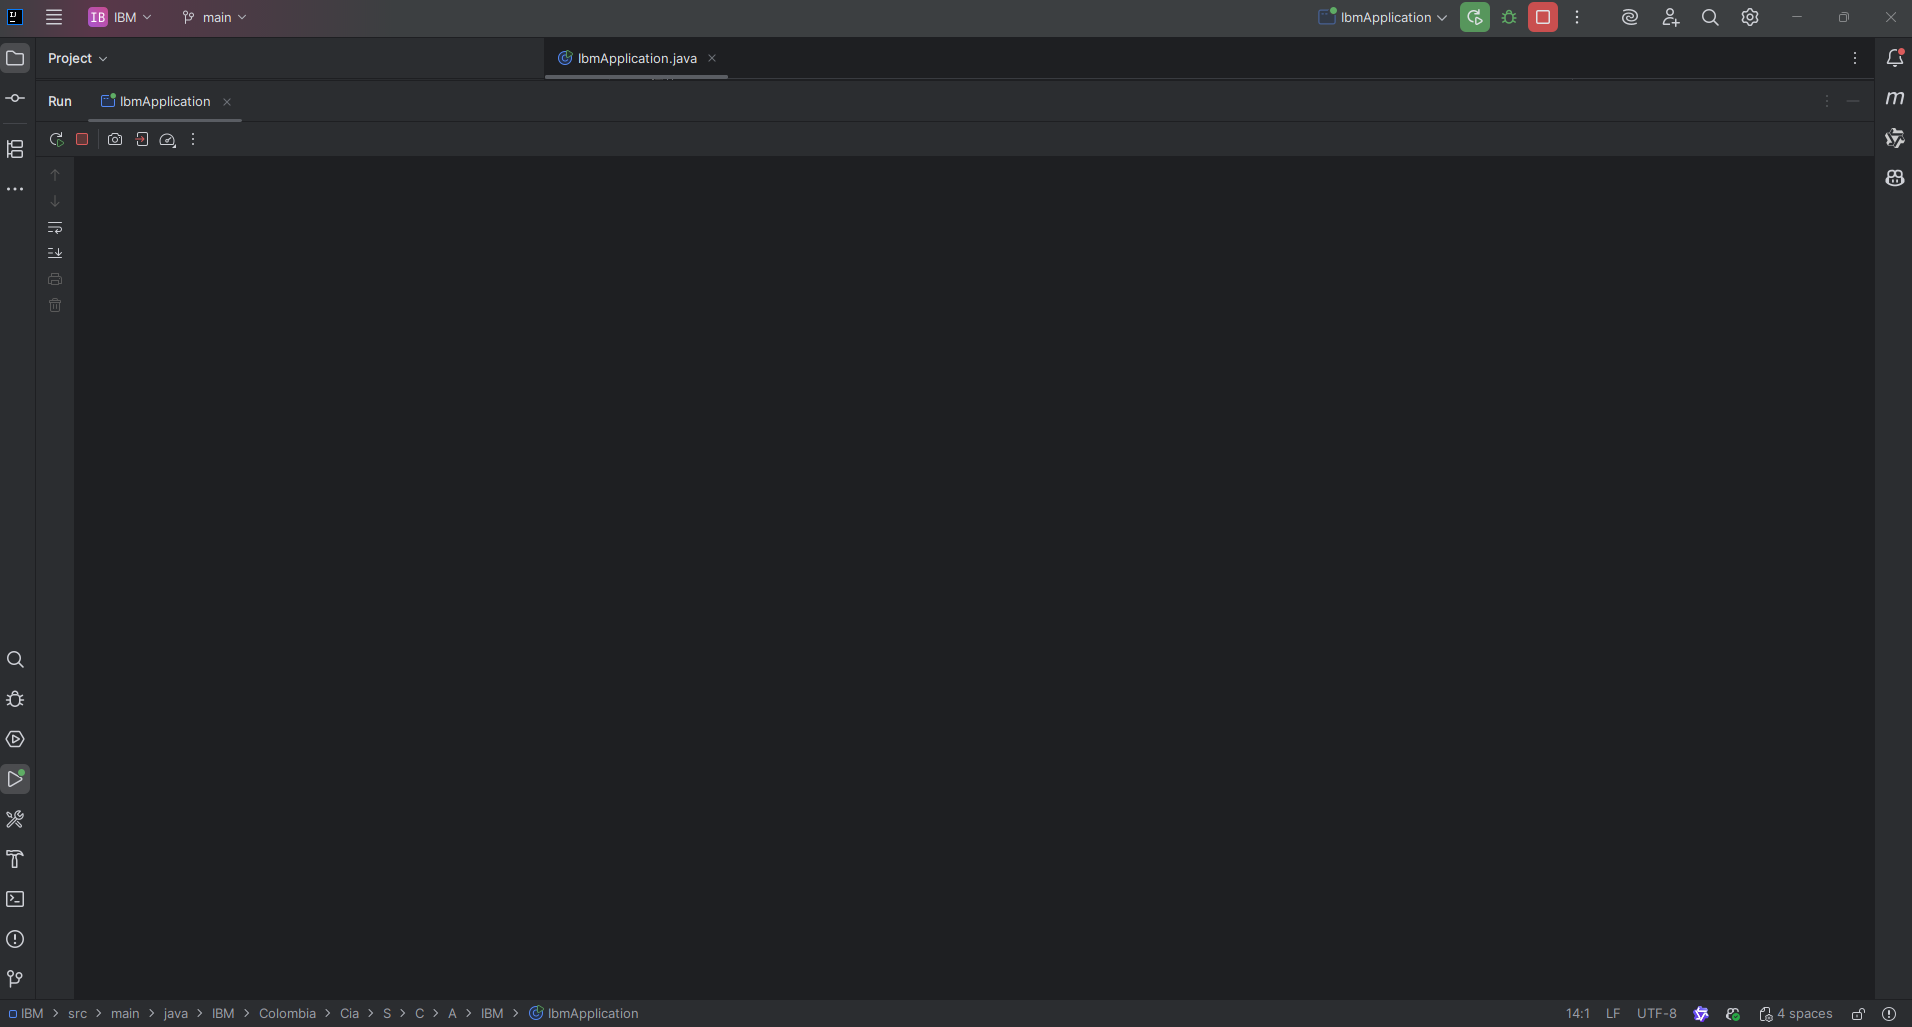 IB IBM main IbmApplication
Project IbmApplication.java
Run IbmApplication
IBM src main java IBM Colombia Cia S C A IBM IbmApplication 14:1 LF UTF-8 4 spaces